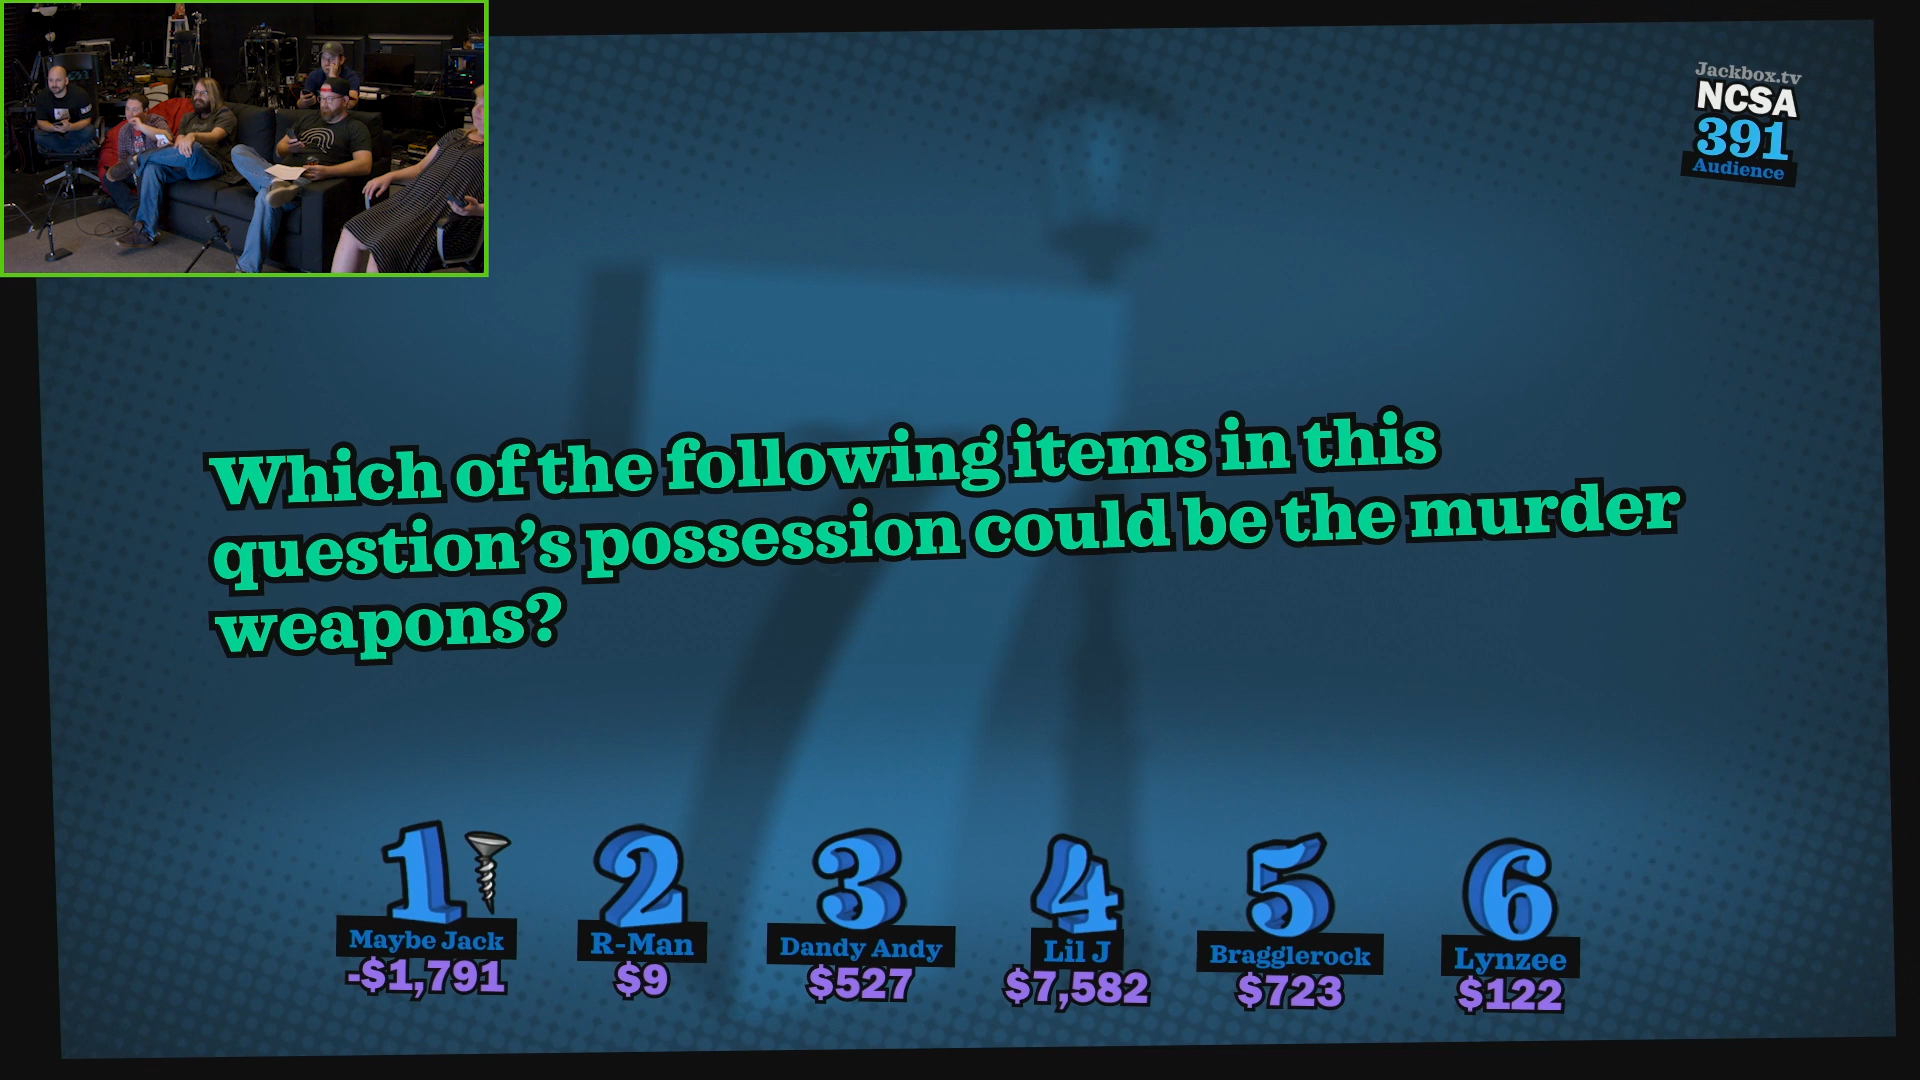 Jackbox.tv
NCSA
391
Audience
Which of the following items in this
question's possession could be the murder
weapons?
1
2
3
4
5
6
Maybe Jack
R-Man
Dandy Andy
Lil J
Bragglerock
Lynzee
-$1,791
$9
$527
$7,582
$723
$122